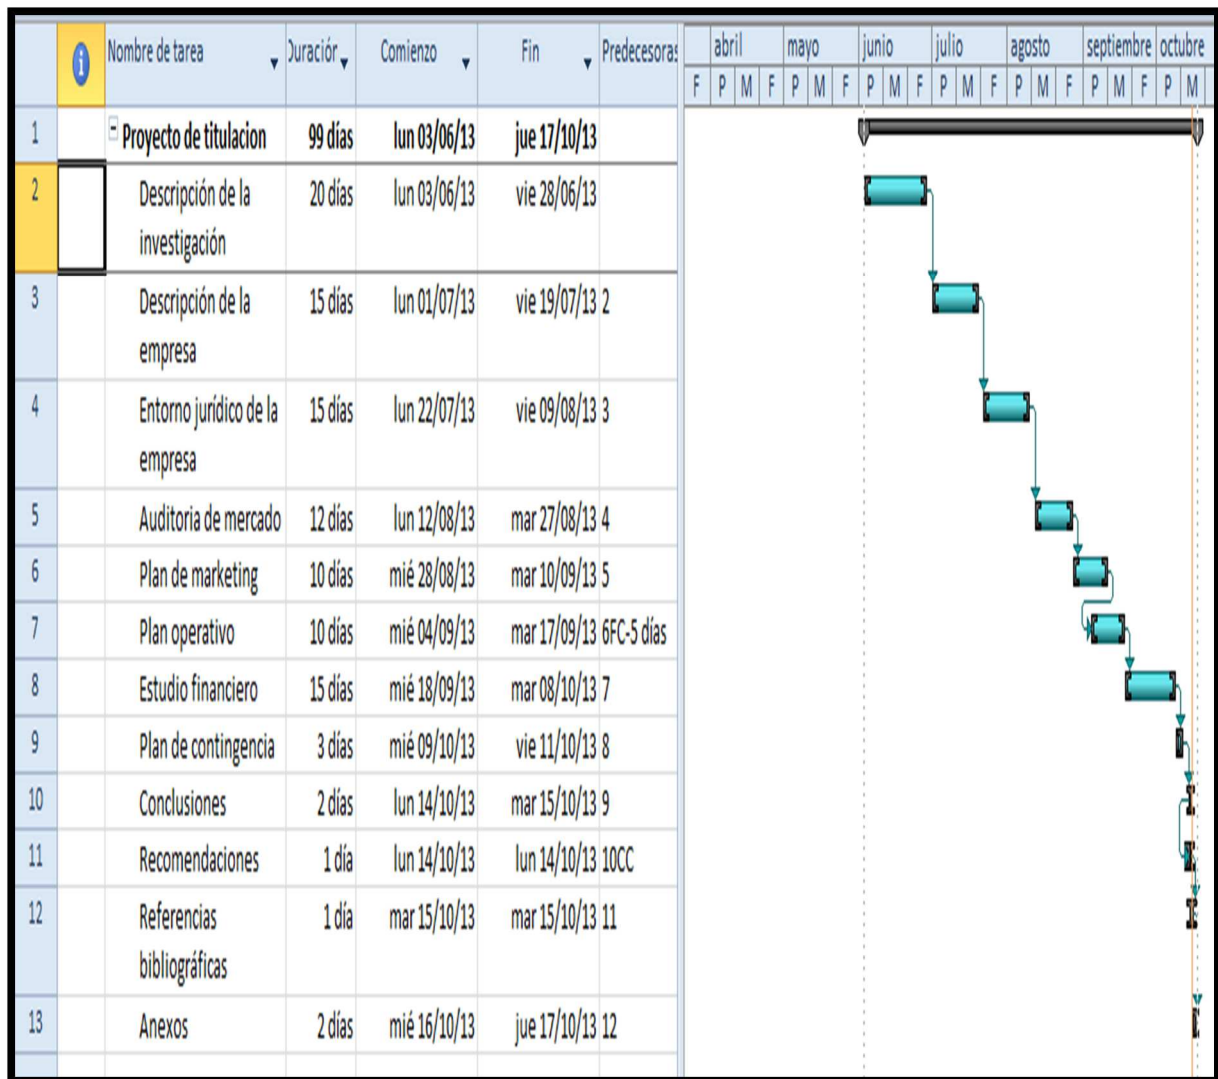 Nombre de tarea Duración Comienzo Fin Predecesoras
abril mayo junio julio agosto septiembre octubre
F P M F P M F P M F P M F P M F P M F P M
1 Proyecto de titulacion 99 días lun 03/06/13 jue 17/10/13
2 Descripción de la 20 días lun 03/06/13 vie 28/06/13
investigación
3 Descripción de la 15 días lun 01/07/13 vie 19/07/13 2
empresa
4 Entorno jurídico de la 15 días lun 22/07/13 vie 09/08/13 3
empresa
5 Auditoria de mercado 12 días lun 12/08/13 mar 27/08/13 4
6 Plan de marketing 10 días mié 28/08/13 mar 10/09/13 5
7 Plan operativo 10 días mié 04/09/13 mar 17/09/13 6FC-5 días
8 Estudio financiero 15 días mié 18/09/13 mar 08/10/13 7
9 Plan de contingencia 3 días mié 09/10/13 vie 11/10/13 8
10 Conclusiones 2 días lun 14/10/13 mar 15/10/13 9
11 Recomendaciones 1 día lun 14/10/13 lun 14/10/13 10CC
12 Referencias 1 día mar 15/10/13 mar 15/10/13 11
bibliográficas
13 Anexos 2 días mié 16/10/13 jue 17/10/13 12